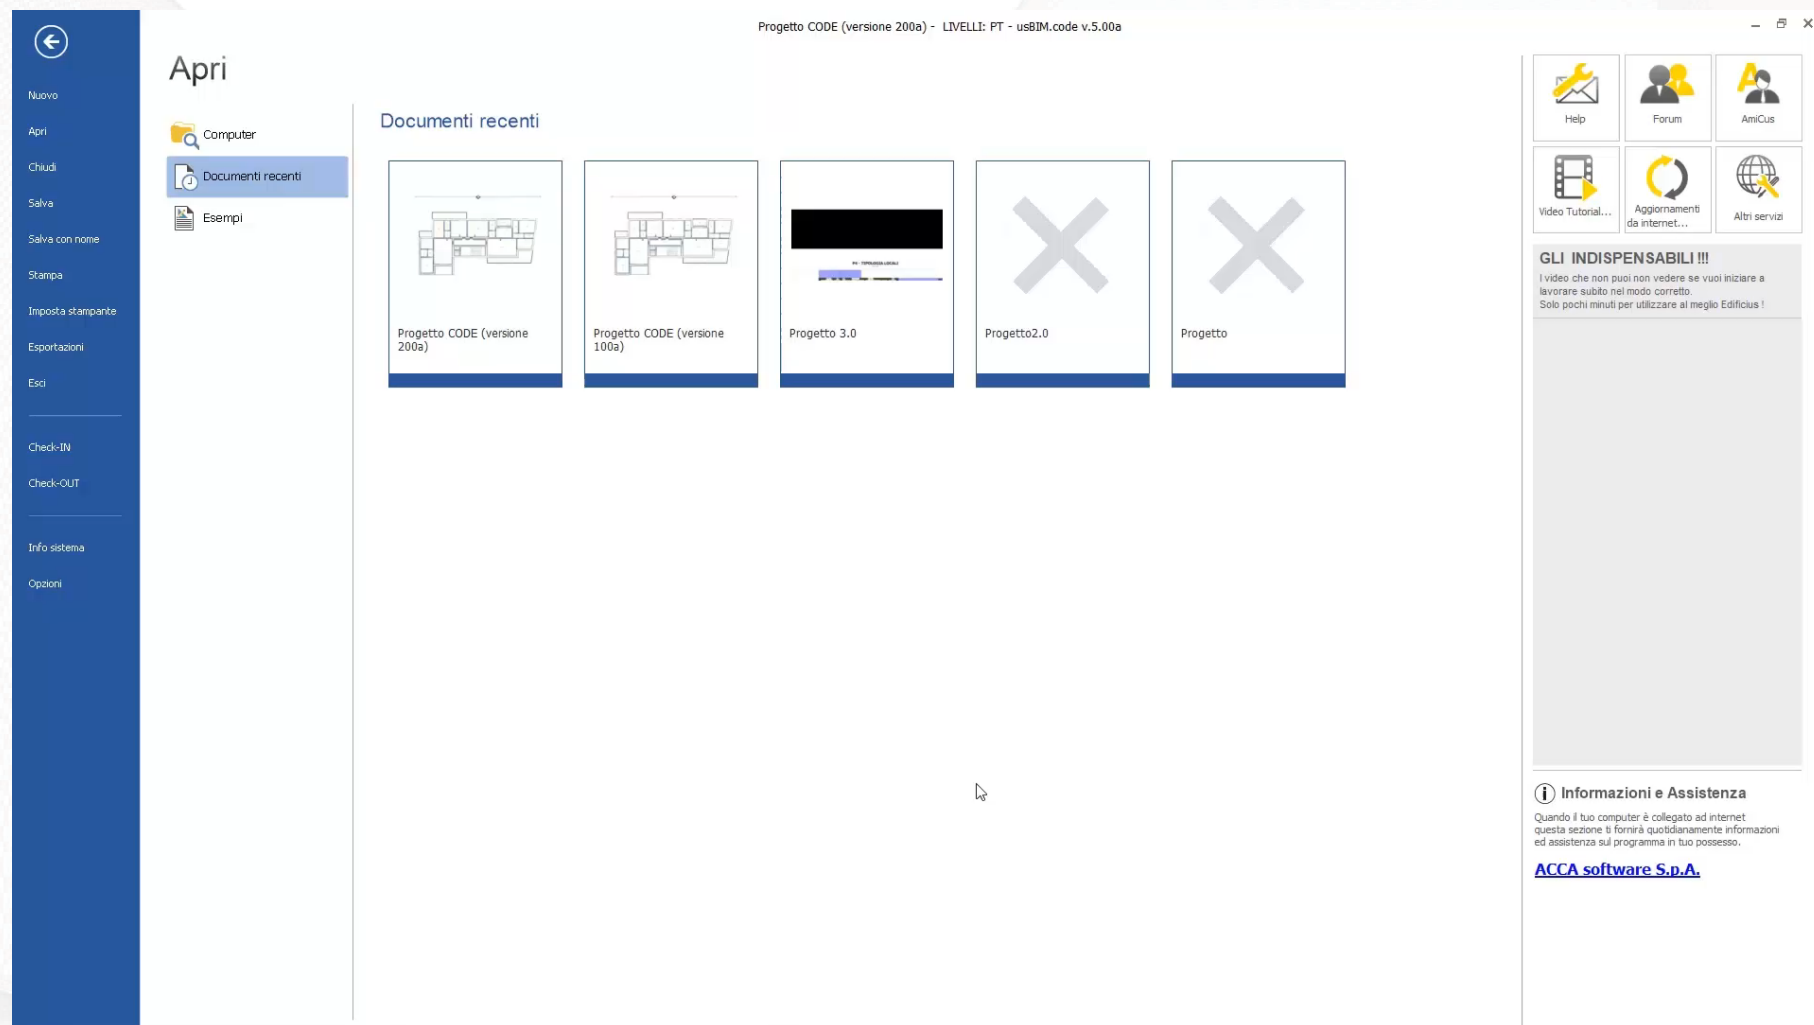 Progetto CODE (versione 200a) - LIVELLI: PT - usBIM.code v.5.00a
Nuovo
Apri
Chiudi
Salva
Salva con nome
Stampa
Imposta stampante
Esportazioni
Esci
Check-IN
Check-OUT
Info sistema
Opzioni
Apri
Computer
Documenti recenti
Esempi
Documenti recenti
Progetto CODE (versione
200a)
Progetto CODE (versione
100a)
P4 - TIPOLOGIA LOCALI
Progetto 3.0
Progetto2.0
Progetto
Help
Forum
AmiCus
Video Tutorial...
Aggiornamenti
da internet...
Altri servizi
GLI INDISPENSABILI !!!
I video che non puoi non vedere se vuoi iniziare a
lavorare subito nel modo corretto.
Solo pochi minuti per utilizzare al meglio Edificius !
Informazioni e Assistenza
Quando il tuo computer è collegato ad internet
questa sezione ti fornirà quotidianamente informazioni
ed assistenza sul programma in tuo possesso.
ACCA software S.p.A.